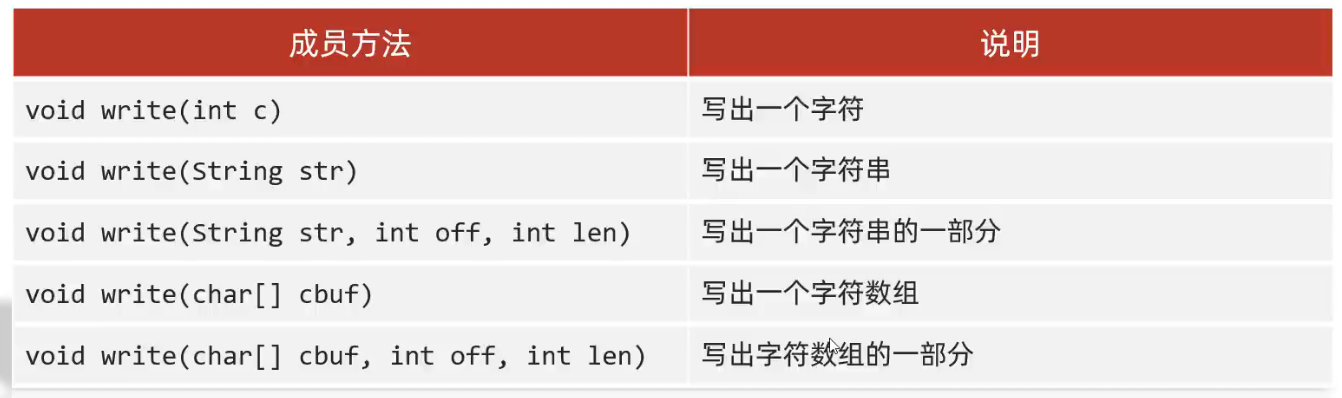 成员方法 说明
void write(int c) 写出一个字符
void write(String str) 写出一个字符串
void write(String str, int off, int len) 写出一个字符串的一部分
void write(char[] cbuf) 写出一个字符数组
void write(char[] cbuf, int off, int len) 写出字符数组的一部分